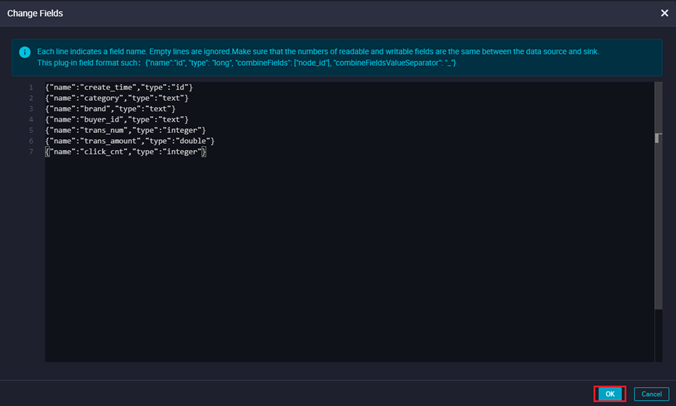 Change Fields
Each line indicates a field name. Empty lines are ignored.Make sure that the numbers of readable and writable fields are the same between the data source and sink.
This plug-in field format such: {"name":"id", "type": "long", "combineFields": ["node_id"], "combineFieldsValueSeparator": "_"}
1 {"name":"create_time","type":"id"}
2 {"name":"category","type":"text"}
3 {"name":"brand","type":"text"}
4 {"name":"buyer_id","type":"text"}
5 {"name":"trans_num","type":"integer"}
6 {"name":"trans_amount","type":"double"}
7 {"name":"click_cnt","type":"integer"}
OK Cancel